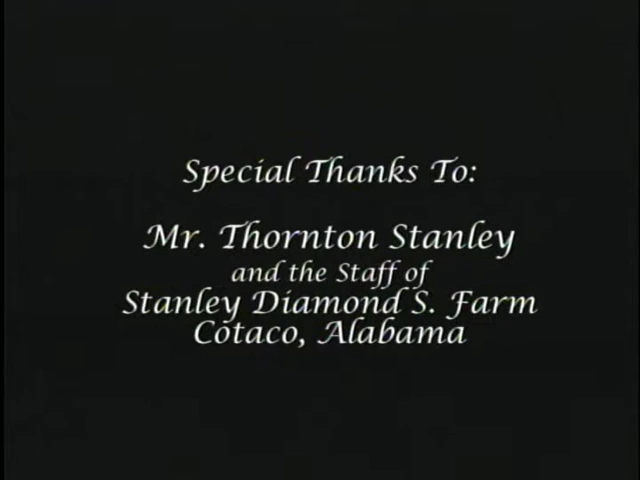 Special Thanks To:
Mr. Thornton Stanley
and the Staff of
Stanley Diamond S. Farm
Cotaco, Alabama